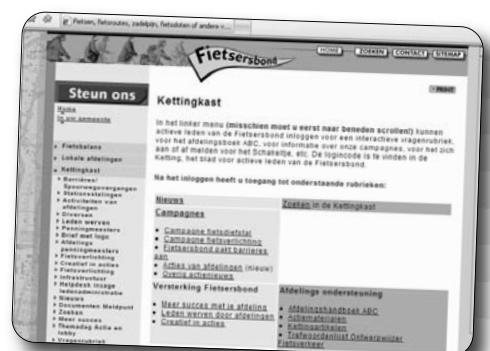 Fietsen, fietsroutes, zadelpijn, fietsdoten of andere v...
Fietsersbond
HOME
ZOEKEN
CONTACT
SITEMAP
PRINT
Steun ons
Home
In uw gemeente
Fietsbalans
Lokale afdelingen
Kettingkast
Barrières/
Spoorwegovergangen
Stationsstallingen
Activiteiten van
afdelingen
Diversen
Leden werven
Penningmeesters
Brief met logo
Afdelings
penningmeesters
Fietsverlichting
Creatief in acties
Fietsverlichting
Infrastructuur
Helpdesk inzage
ledenadministratie
Nieuws
Documenten Meldpunt
Zoeken
Meer succes
Themadag Actie en
lobby
Vragenrubriek
Kettingkast
In het linker menu (misschien moet u eerst naar beneden scrollen!) kunnen
actieve leden van de Fietsersbond inloggen voor een interactieve vragenrubriek,
voor het afdelingsboek ABC, voor informatie over onze campagnes, voor het zich
aan of af melden voor het Schakeltje, etc. De logincode is te vinden in de
Ketting, het blad voor actieve leden van de Fietsersbond.
Na het inloggen heeft u toegang tot onderstaande rubrieken:
Nieuws
Zoeken in de Kettingkast
Campagnes
Campagne fietsdiefstal
Campagne fietsverlichting
Fietsersbond pakt barrieres
aan
Acties van afdelingen (nieuw)
Overig actienieuws
Versterking Fietsersbond
Meer succes met je afdeling
Leden werven door afdelingen
Creatief in acties
Afdelings ondersteuning
Afdelingshandboek ABC
Actiematerialen
Kettingartikelen
Trefwoordenlijst Ontwerpwijzer
Fietsverkeer